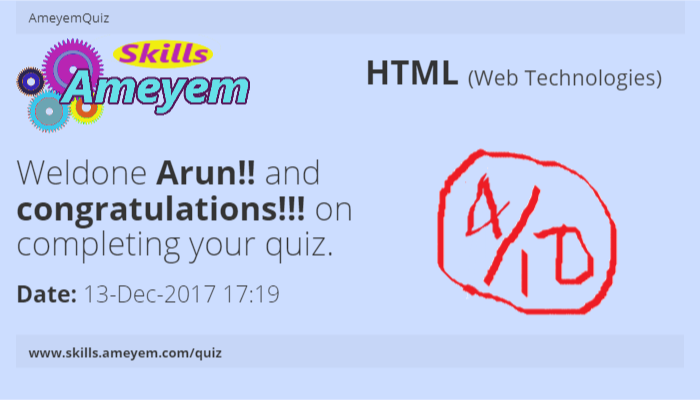 AmeyemQuiz
Skills
Ameyem
HTML (Web Technologies)
Weldone Arun!! and
congratulations!!! on
completing your quiz.
4/10
Date: 13-Dec-2017 17:19
www.skills.ameyem.com/quiz